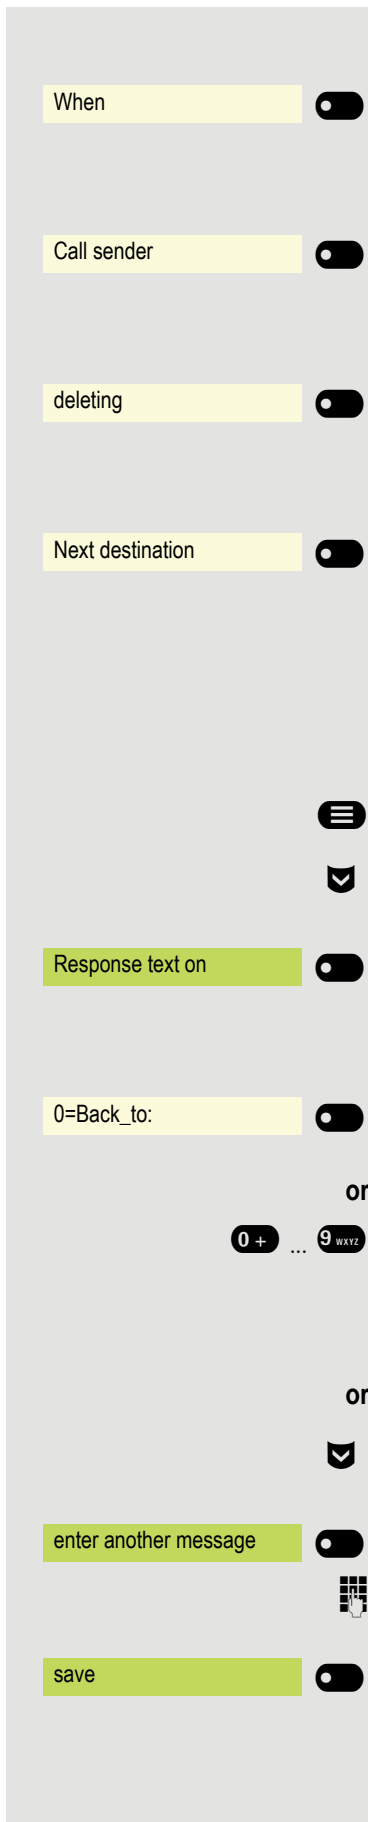 When
Call sender
deleting
Next destination
Response text on
0=Back_to:
or
0 + ... 9 WXYZ
or
enter another message
save